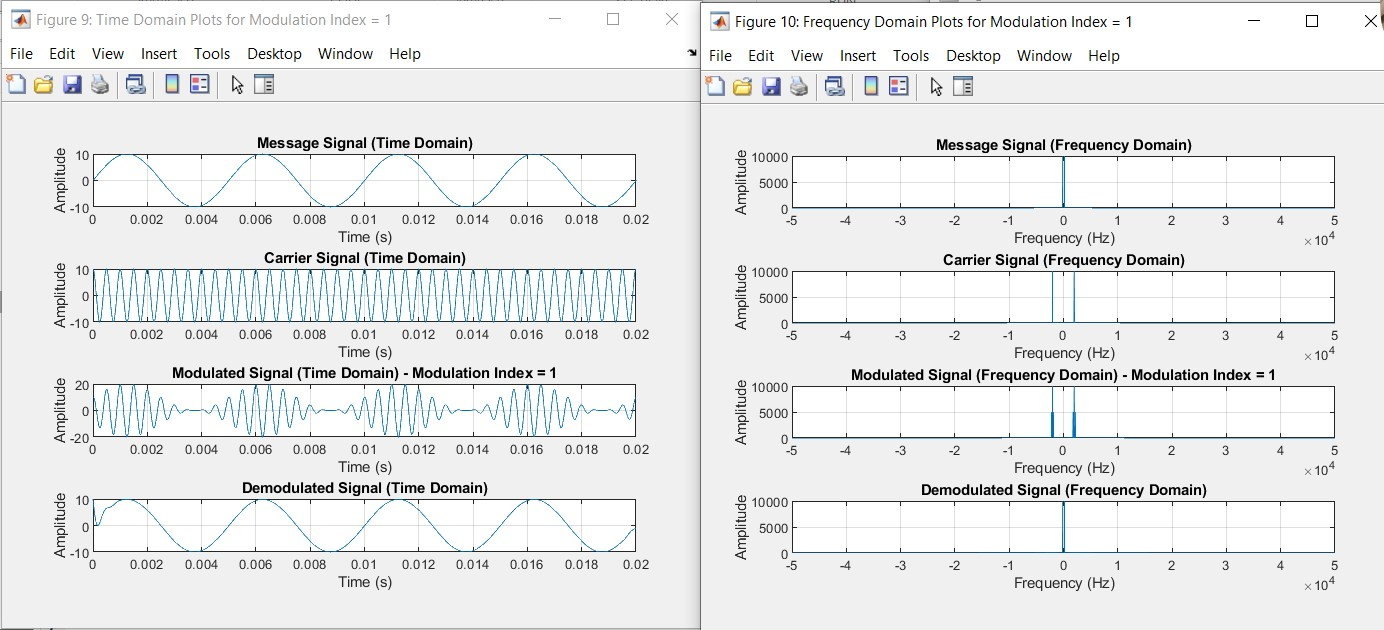 Figure 9: Time Domain Plots for Modulation Index = 1
File Edit View Insert Tools Desktop Window Help
Message Signal (Time Domain)
Amplitude
10
0
-10
0 0.002 0.004 0.006 0.008 0.01 0.012 0.014 0.016 0.018 0.02
Time (s)
Carrier Signal (Time Domain)
Amplitude
10
0
-10
0 0.002 0.004 0.006 0.008 0.01 0.012 0.014 0.016 0.018 0.02
Time (s)
Modulated Signal (Time Domain) - Modulation Index = 1
Amplitude
20
0
-20
0 0.002 0.004 0.006 0.008 0.01 0.012 0.014 0.016 0.018 0.02
Time (s)
Demodulated Signal (Time Domain)
Amplitude
10
0
-10
0 0.002 0.004 0.006 0.008 0.01 0.012 0.014 0.016 0.018 0.02
Time (s)
Figure 10: Frequency Domain Plots for Modulation Index = 1
File Edit View Insert Tools Desktop Window Help
Message Signal (Frequency Domain)
Amplitude
10000
5000
0
-5 -4 -3 -2 -1 0 1 2 3 4 5
Frequency (Hz)
×10⁴
Carrier Signal (Frequency Domain)
Amplitude
10000
5000
0
-5 -4 -3 -2 -1 0 1 2 3 4 5
Frequency (Hz)
×10⁴
Modulated Signal (Frequency Domain) - Modulation Index = 1
Amplitude
10000
5000
0
-5 -4 -3 -2 -1 0 1 2 3 4 5
Frequency (Hz)
×10⁴
Demodulated Signal (Frequency Domain)
Amplitude
10000
5000
0
-5 -4 -3 -2 -1 0 1 2 3 4 5
Frequency (Hz)
×10⁴